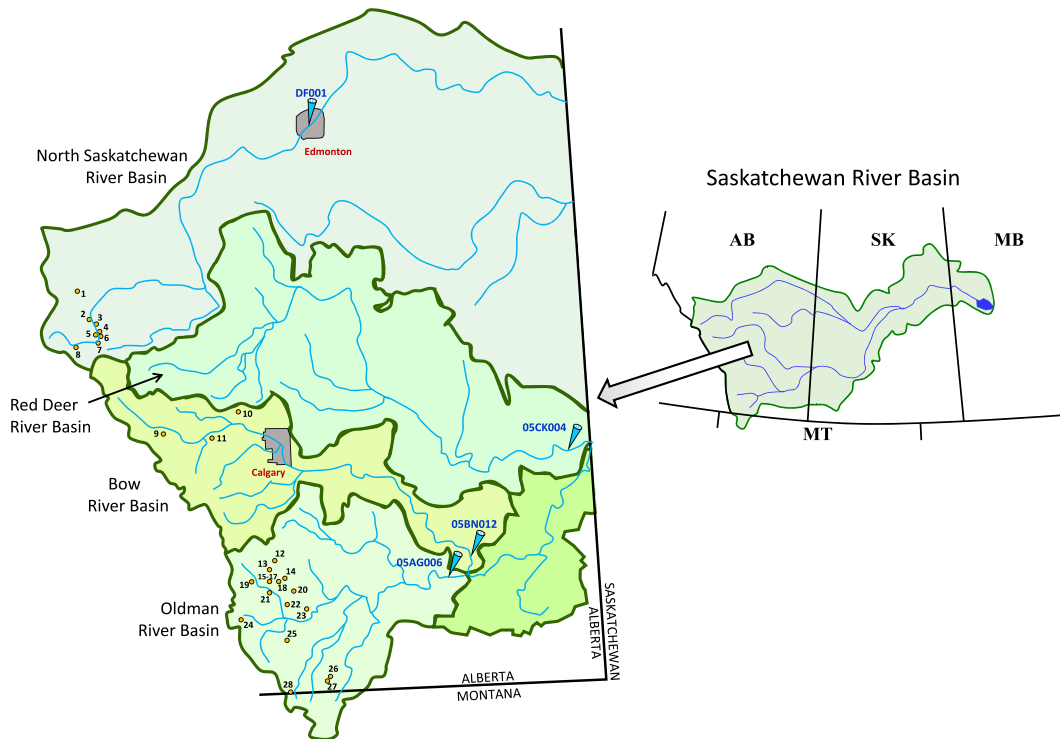 DF001
Edmonton
North Saskatchewan
River Basin
Saskatchewan River Basin
AB
SK
MB
MT
1
2
3
4
5
6
7
8
Red Deer
River Basin
10
9
11
Calgary
05CK004
Bow
River Basin
05BN012
05AG006
12
13
14
15
17
18
19
20
21
22
23
24
25
Oldman
River Basin
26
27
28
ALBERTA
MONTANA
ALBERTA
SASKATCHEWAN